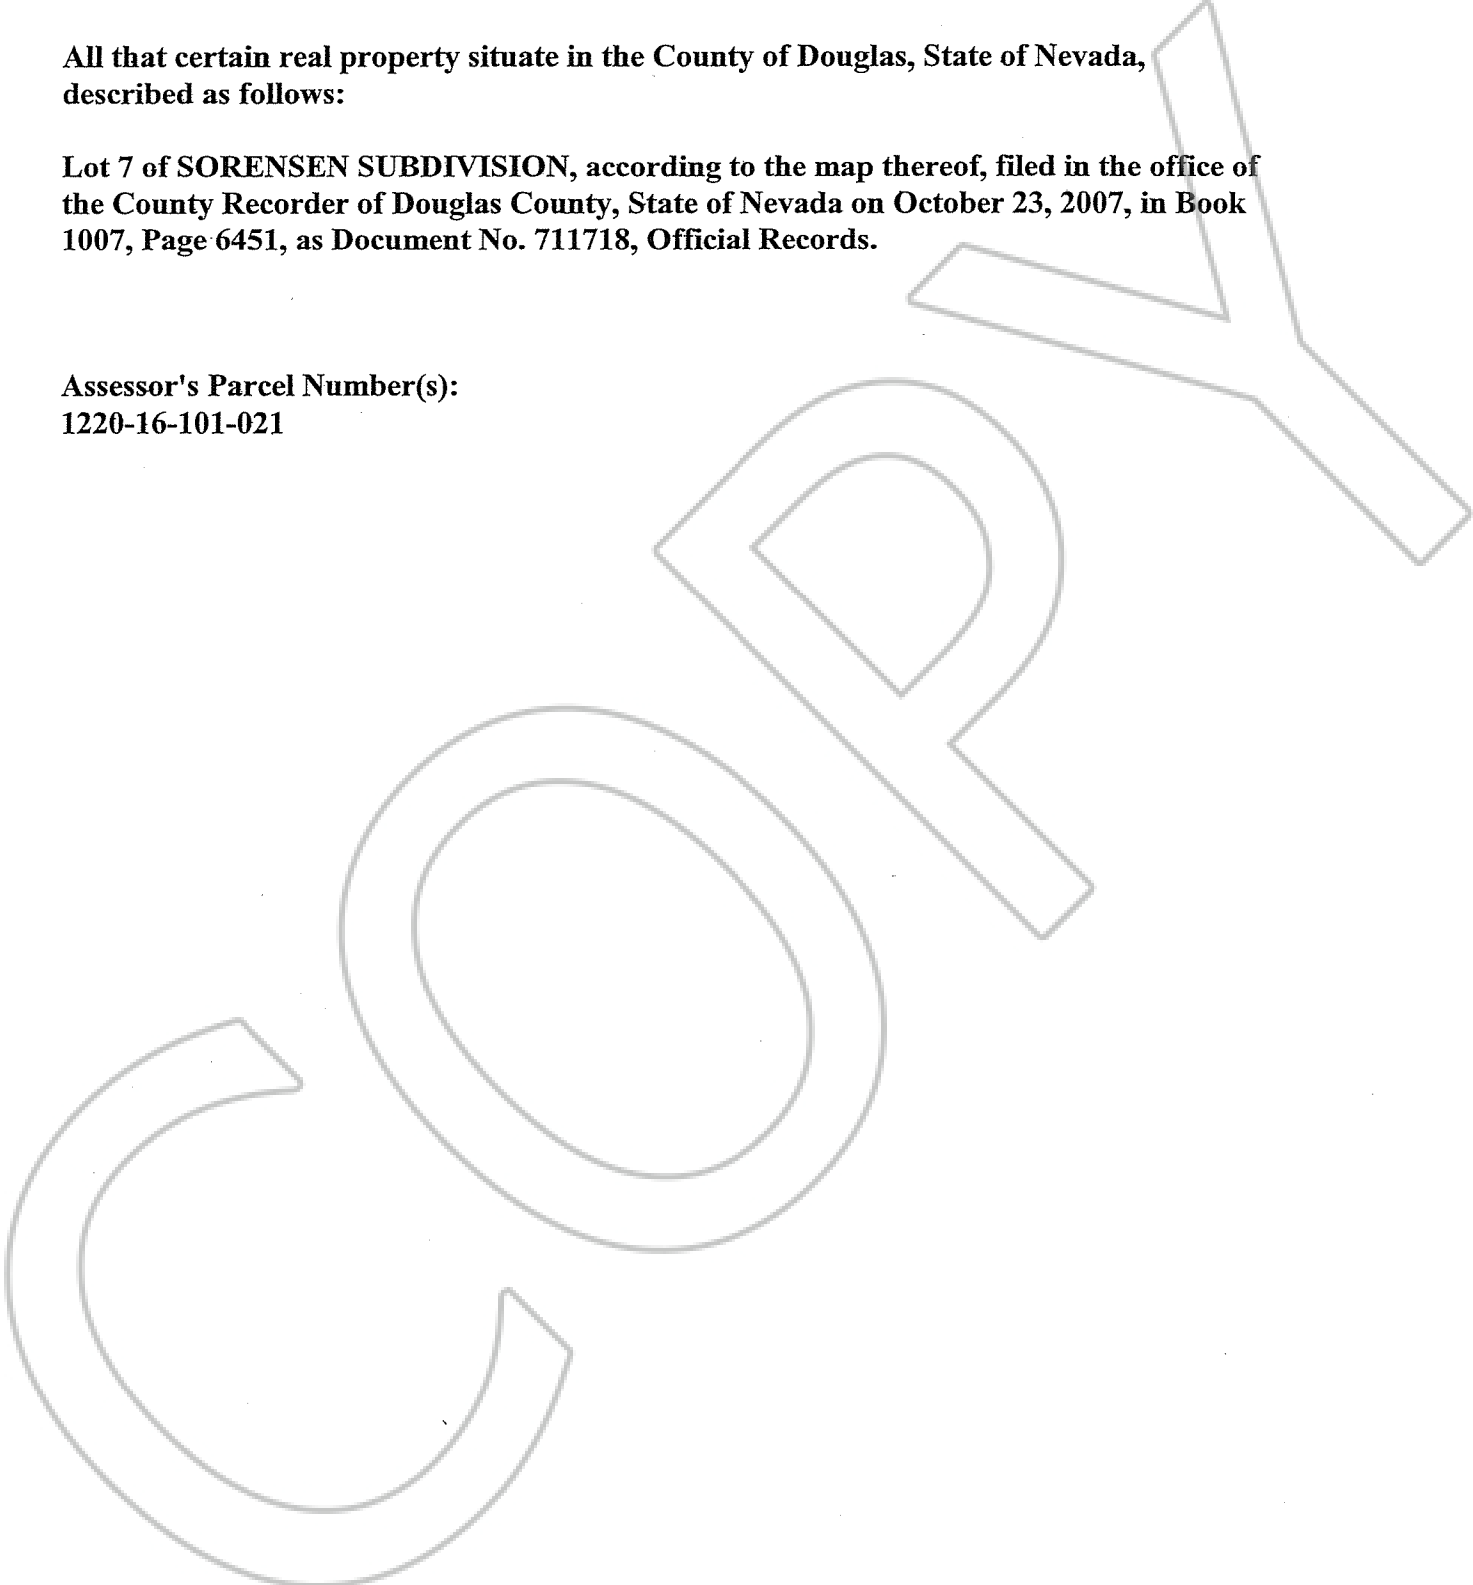 All that certain real property situate in the County of Douglas, State of Nevada,
described as follows:
Lot 7 of SORENSEN SUBDIVISION, according to the map thereof, filed in the office of
the County Recorder of Douglas County, State of Nevada on October 23, 2007, in Book
1007, Page 6451, as Document No. 711718, Official Records.
Assessor's Parcel Number(s):
1220-16-101-021
COPY